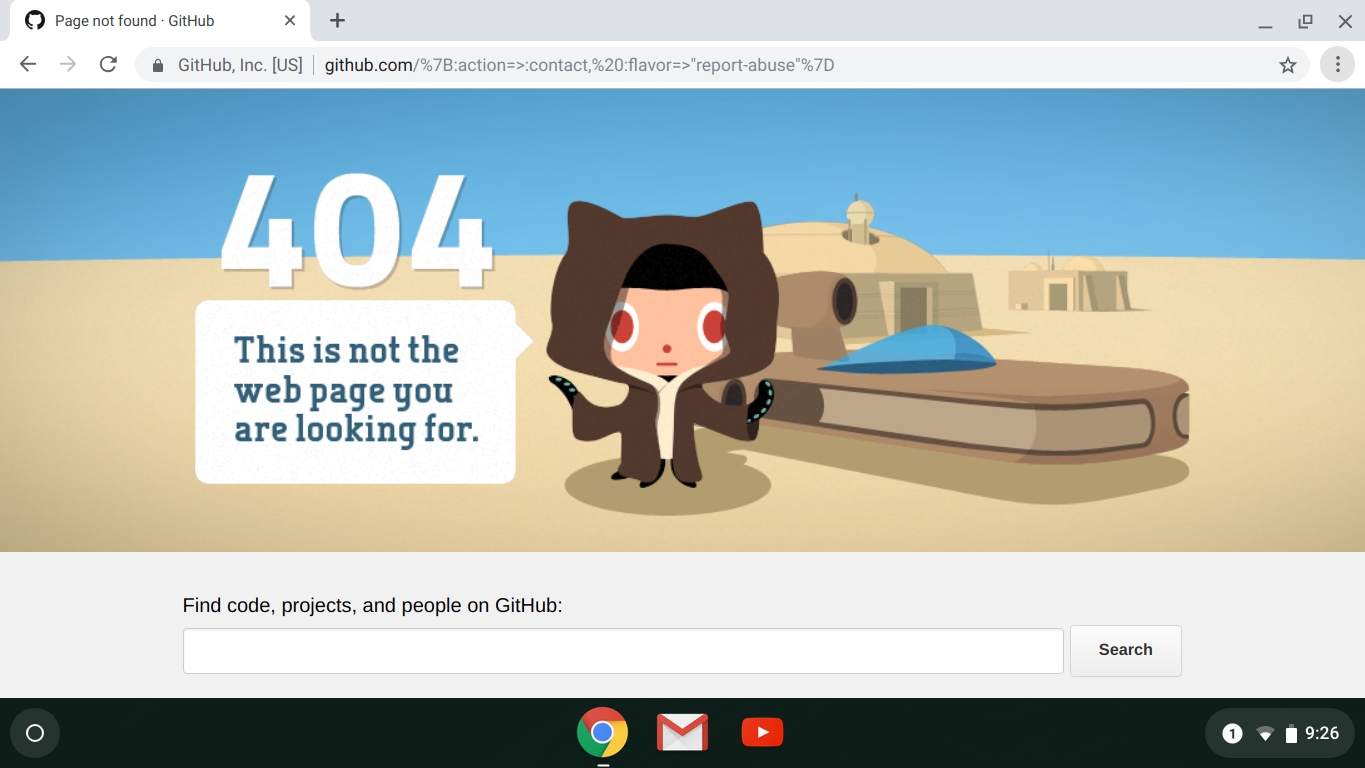 Page not found · GitHub
GitHub, Inc. [US] github.com/%7B:action=>:contact,%20:flavor=>"report-abuse"%7D
404
This is not the
web page you
are looking for.
Find code, projects, and people on GitHub:
Search
1 9:26